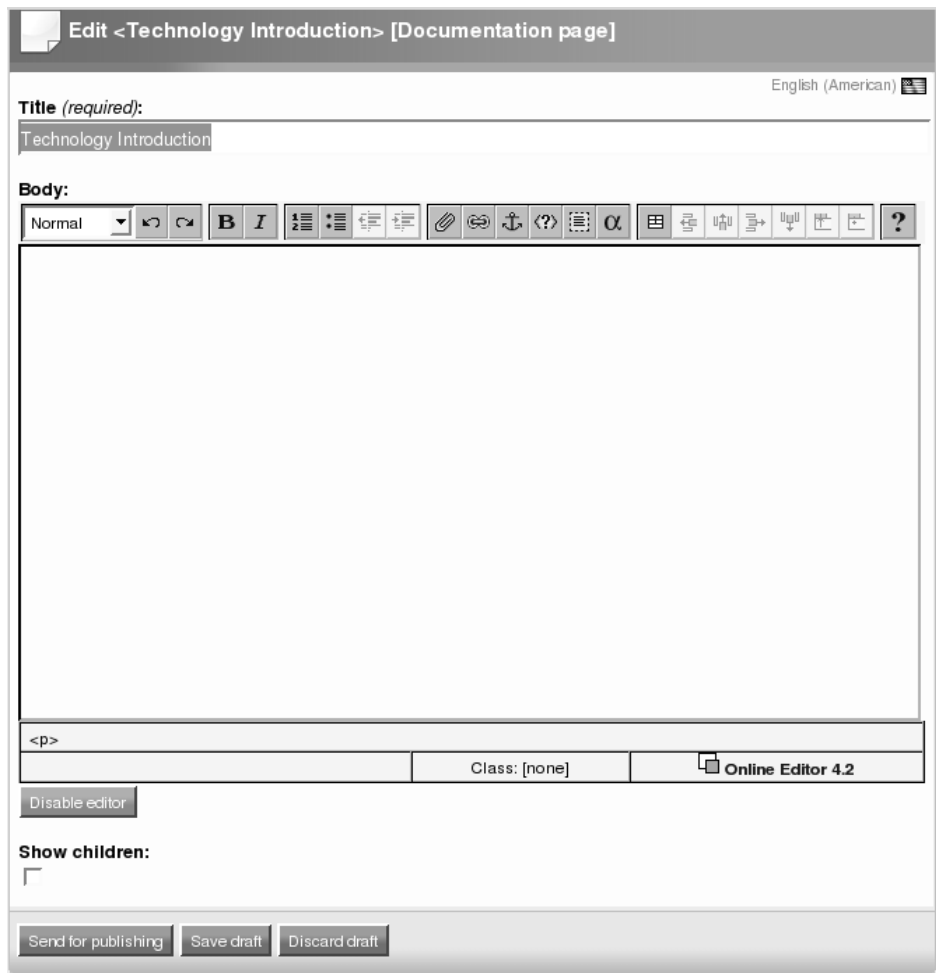 Edit <Technology Introduction> [Documentation page]
English (American)
Title (required):
Technology Introduction
Body:
Normal B I α ?
<p>
Class: [none] Online Editor 4.2
Disable editor
Show children:
Send for publishing Save draft Discard draft